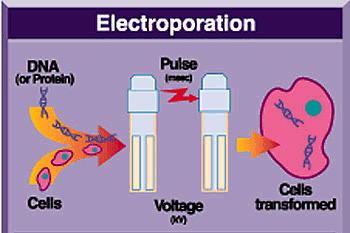 Electroporation
DNA
(or Protein)
Pulse
(msec)
Cells
Voltage
(kV)
Cells
transformed